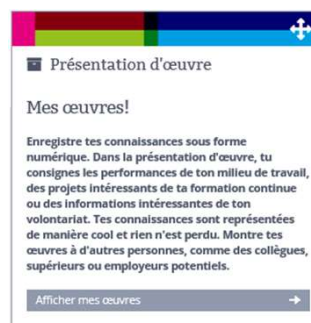 Présentation d'œuvre
Mes œuvres!
Enregistre tes connaissances sous forme
numérique. Dans la présentation d'œuvre, tu
consignes les performances de ton milieu de travail,
des projets intéressants de ta formation continue
ou des informations intéressantes de ton
volontariat. Tes connaissances sont représentées
de manière cool et rien n'est perdu. Montre tes
œuvres à d'autres personnes, comme des collègues,
supérieurs ou employeurs potentiels.
Afficher mes œuvres